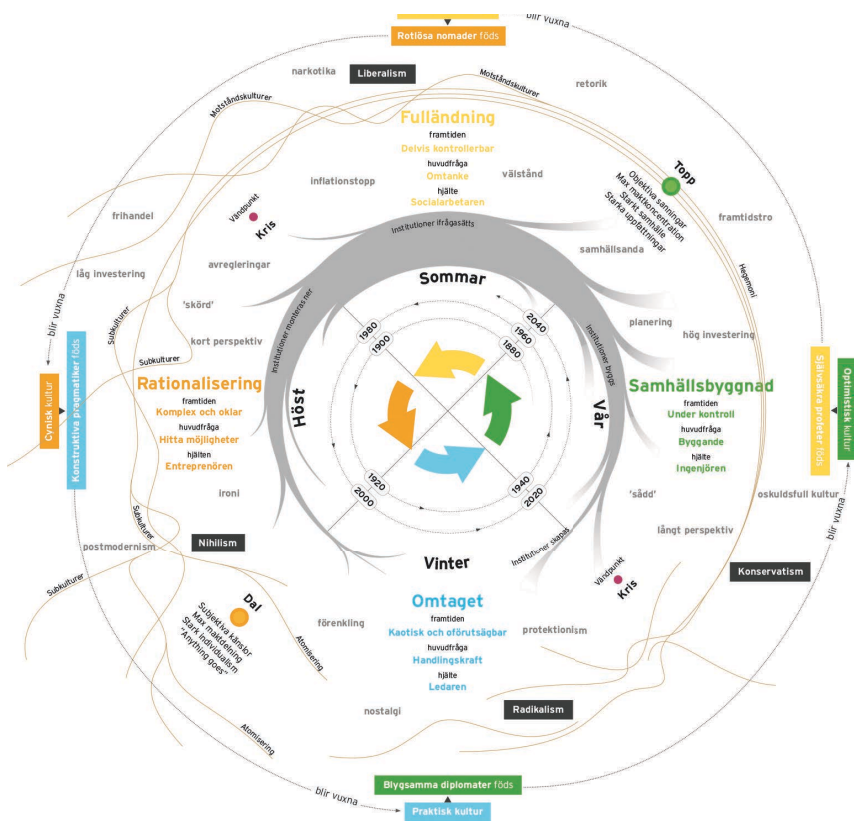 blir vuxna
Rotlösa nomader föds
blir vuxna
narkotika
Liberalism
Motståndskulturer
retorik
Motståndskulturer
Fulländning
framtiden
Delvis kontrollerbar
huvudfråga
Omtanke
hjälte
Socialarbetaren
inflationstopp
välstånd
Topp
Objektiva sanningar
Max maktkoncentration
Starkt samhälle
Starka uppfattningar
frihandel
Vändpunkt
Kris
Institutioner ifrågasätts
framtidstro
samhällsanda
avregleringar
låg investering
Sommar
Hegemoni
'skörd'
Institutioner monteras ner
2040
1960
1880
1980
1900
Institutioner byggs
planering
hög investering
blir vuxna
Subkulturer
kort perspektiv
Subkulturer
Rationalisering
framtiden
Komplex och oklar
huvudfråga
Hitta möjligheter
hjälten
Entreprenören
Höst
Vår
Samhällsbyggnad
framtiden
Under kontroll
huvudfråga
Byggande
hjälte
Ingenjören
Cynisk kultur
Konstruktiva pragmatiker föds
Självsäkra profeter föds
Optimistisk kultur
ironi
1920
2000
1940
2020
'sådd'
oskuldsfull kultur
långt perspektiv
blir vuxna
Subkulturer
postmodernism
Nihilism
Subkulturer
Vinter
Institutioner skapas
Vändpunkt
Kris
Konservatism
Dal
Subjektiva känslor
Max maktdelning
Stark individualism
"Anything goes"
förenkling
Atomisering
Omtaget
framtiden
Kaotisk och oförutsägbar
huvudfråga
Handlingskraft
hjälte
Ledaren
protektionism
nostalgi
Radikalism
Atomisering
blir vuxna
Blygsamma diplomater föds
Praktisk kultur